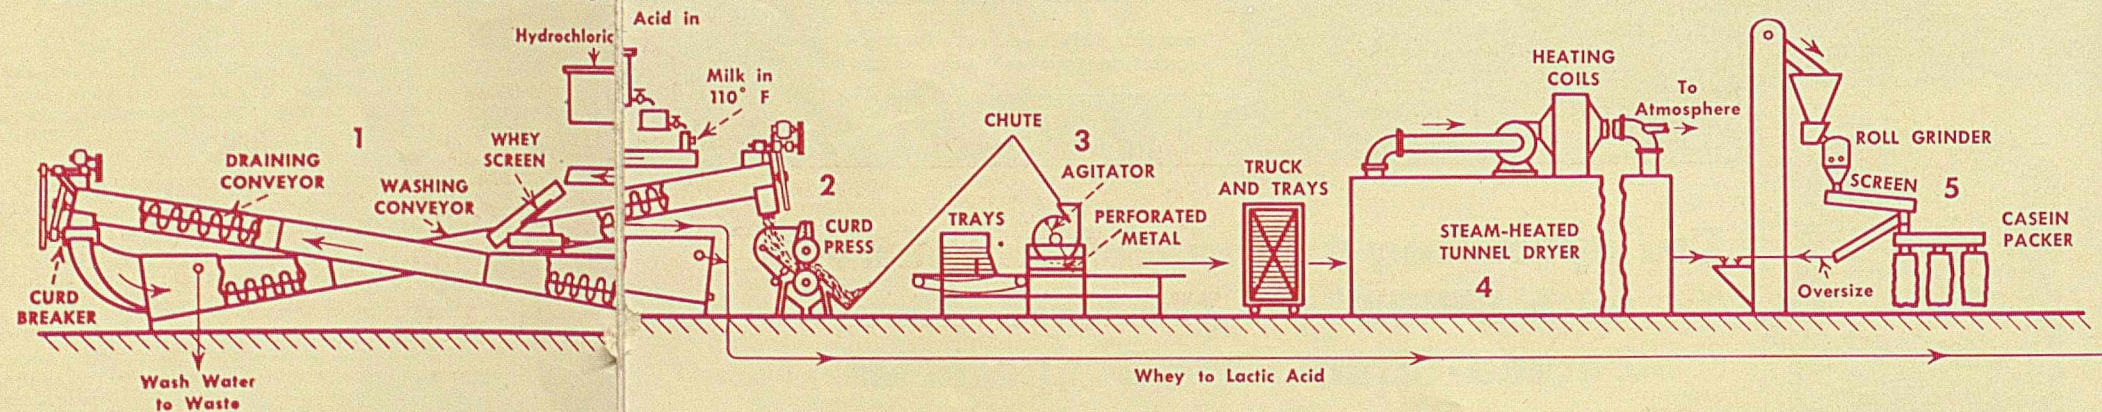 Hydrochloric Acid in
Milk in
110° F
1
DRAINING
CONVEYOR
WASHING
CONVEYOR
WHEY
SCREEN
CURD
BREAKER
Wash Water
to Waste
2
CURD
PRESS
CHUTE
3
AGITATOR
TRAYS
PERFORATED
METAL
TRUCK
AND TRAYS
HEATING
COILS
To
Atmosphere
STEAM-HEATED
TUNNEL DRYER
4
ROLL GRINDER
SCREEN
5
CASEIN
PACKER
Oversize
Whey to Lactic Acid